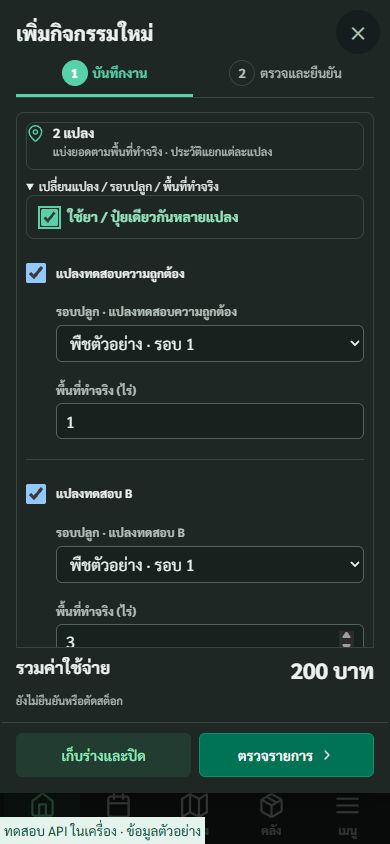 เพิ่มกิจกรรมใหม่
1 บันทึกงาน
2 ตรวจและยืนยัน
2 แปลง
แบ่งยอดตามพื้นที่ทำจริง · ประวัติแยกแต่ละแปลง
▼ เปลี่ยนแปลง / รอบปลูก / พื้นที่ทำจริง
ใช้ยา / ปุ๋ยเดียวกันหลายแปลง
แปลงทดสอบความถูกต้อง
รอบปลูก · แปลงทดสอบความถูกต้อง
พืชตัวอย่าง · รอบ 1
พื้นที่ทำจริง (ไร่)
1
แปลงทดสอบ B
รอบปลูก · แปลงทดสอบ B
พืชตัวอย่าง · รอบ 1
พื้นที่ทำจริง (ไร่)
3
รวมค่าใช้จ่าย
200 บาท
ยังไม่ยืนยันหรือตัดสต็อก
เก็บร่างและปิด
ตรวจรายการ
คลัง
เมนู
ทดสอบ API ในเครื่อง · ข้อมูลตัวอย่าง